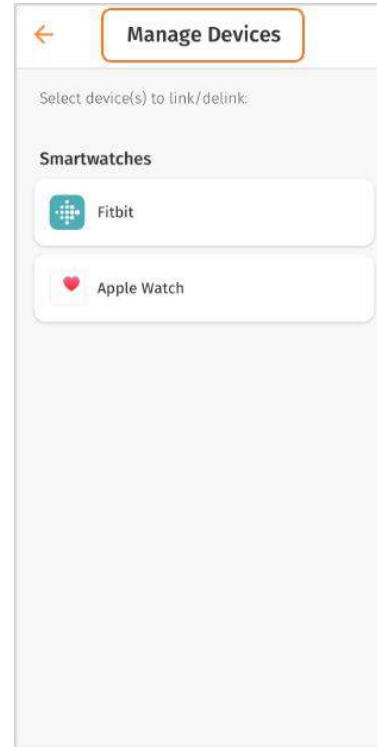 Manage Devices
Select device(s) to link/delink:
Smartwatches
Fitbit
Apple Watch